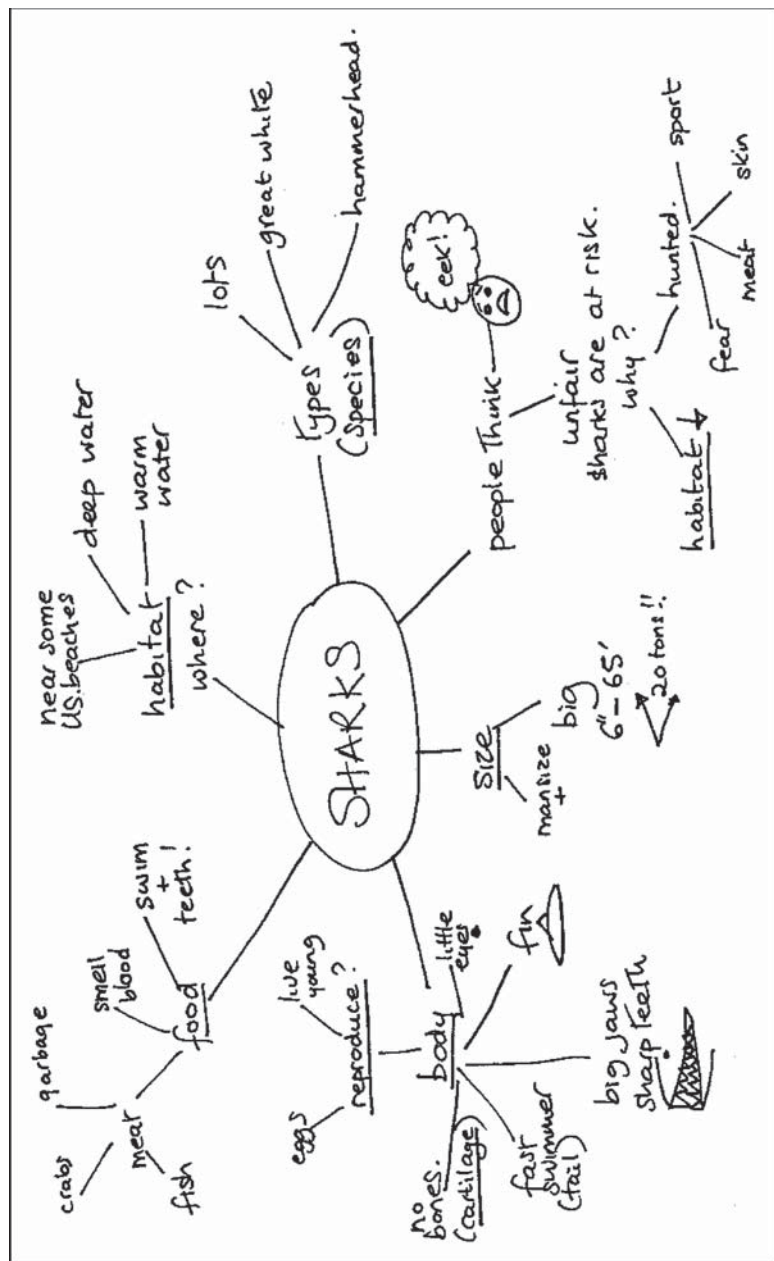 SHARKS
food
smell
blood
swim
+
teeth!
meat
garbage
crabs
fish
where?
habitat
near some
US.beaches
deep water
warm
water
types
(species)
lots
great white
hammerhead.
people think
eek!
unfair
sharks are at risk.
why?
habitat ↓
hunted.
fear
meat
skin
sport
size
mansize
+
big
6" - 65'
20 tons!!
body
reproduce?
eggs
live
young
little
eyes
fin
big jaws
sharp teeth
fast
swimmer
(tail)
no
bones.
(cartilage)